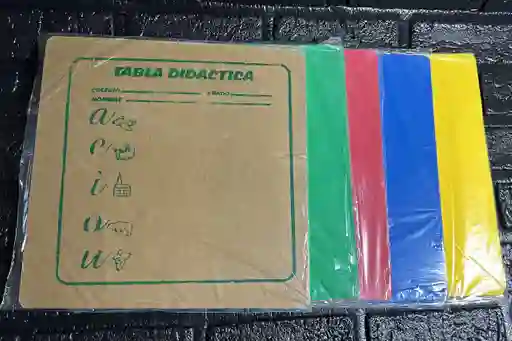 TABLA DIDACTICA
COLEGIO GRADO
NOMBRE
a
e
i
o
u